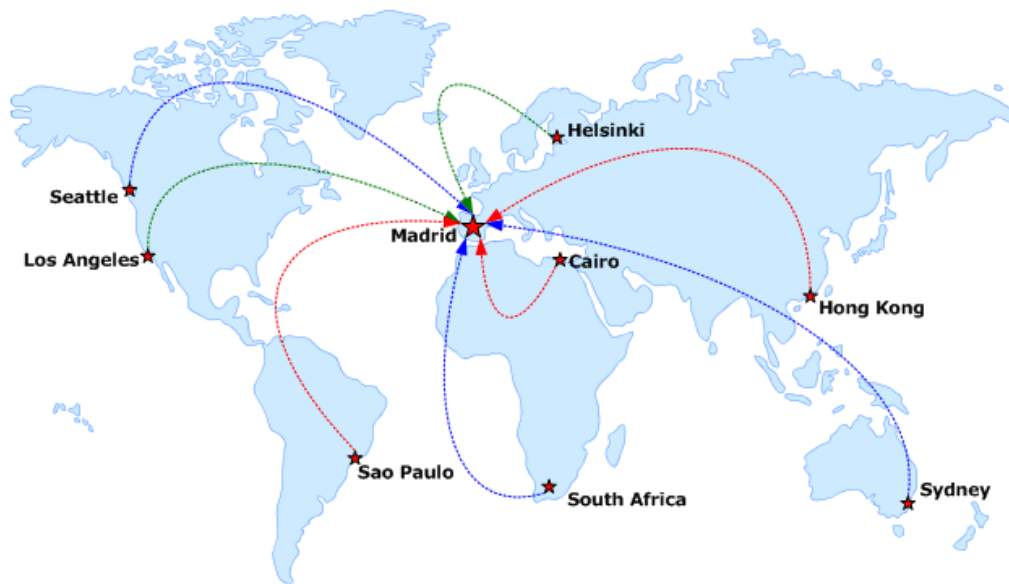 Helsinki
Seattle
Madrid
Los Angeles
Cairo
Hong Kong
Sao Paulo
South Africa
Sydney